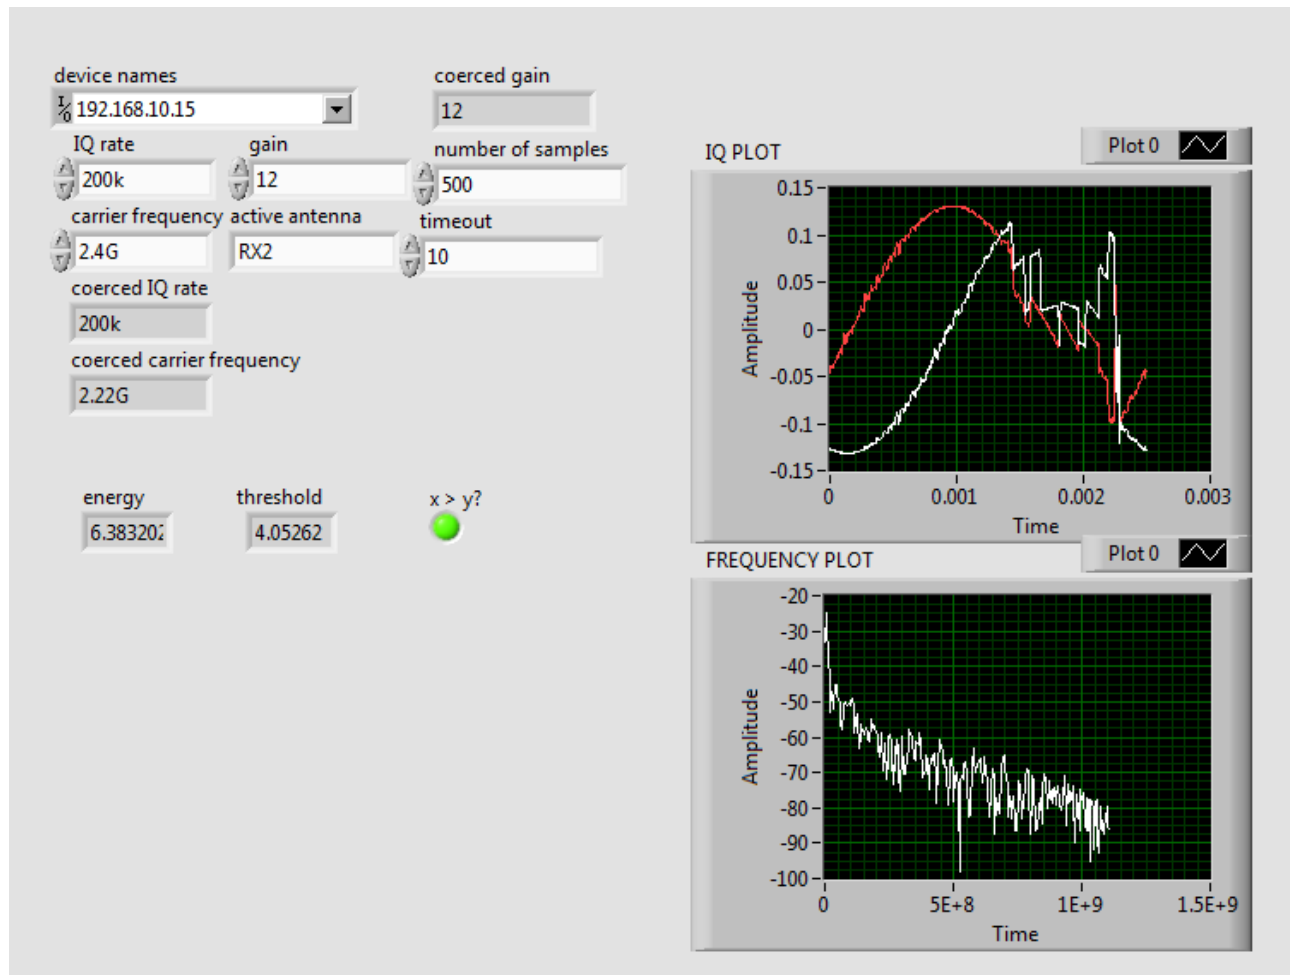 device names
192.168.10.15
coerced gain
12
IQ rate
200k
gain
12
number of samples
500
carrier frequency
2.4G
active antenna
RX2
timeout
10
coerced IQ rate
200k
coerced carrier frequency
2.22G
energy
6.383202
threshold
4.05262
x > y?
IQ PLOT
Plot 0
0.15
0.1
0.05
0
-0.05
-0.1
-0.15
Amplitude
0 0.001 0.002 0.003
Time
FREQUENCY PLOT
Plot 0
-20
-30
-40
-50
-60
-70
-80
-90
-100
Amplitude
0 5E+8 1E+9 1.5E+9
Time